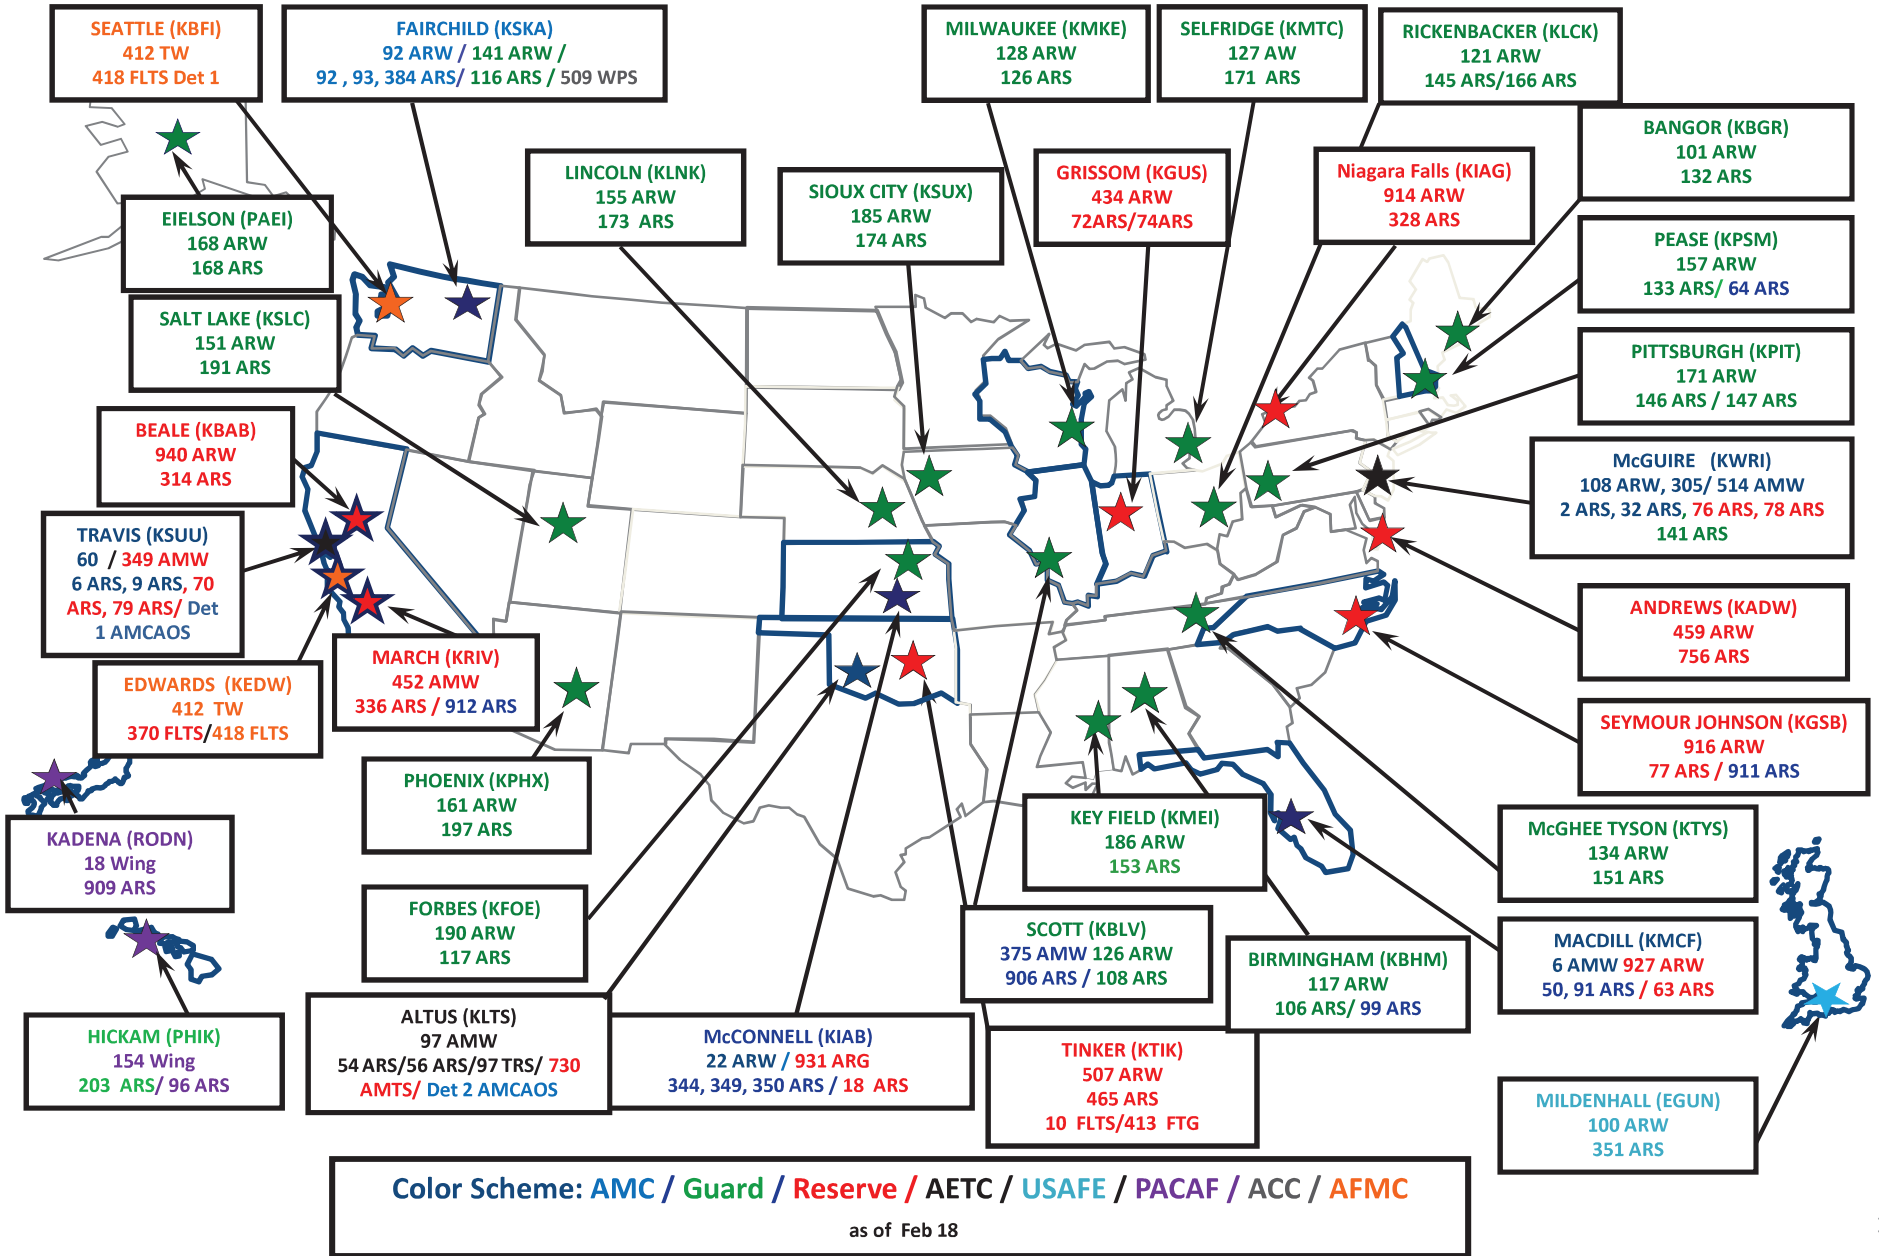 SEATTLE (KBFI)
412 TW
418 FLTS Det 1
FAIRCHILD (KSKA)
92 ARW / 141 ARW /
92 , 93, 384 ARS/ 116 ARS / 509 WPS
MILWAUKEE (KMKE)
128 ARW
126 ARS
SELFRIDGE (KMTC)
127 AW
171 ARS
RICKENBACKER (KLCK)
121 ARW
145 ARS/166 ARS
BANGOR (KBGR)
101 ARW
132 ARS
LINCOLN (KLNK)
155 ARW
173 ARS
SIOUX CITY (KSUX)
185 ARW
174 ARS
GRISSOM (KGUS)
434 ARW
72ARS/74ARS
Niagara Falls (KIAG)
914 ARW
328 ARS
EIELSON (PAEI)
168 ARW
168 ARS
PEASE (KPSM)
157 ARW
133 ARS/ 64 ARS
SALT LAKE (KSLC)
151 ARW
191 ARS
PITTSBURGH (KPIT)
171 ARW
146 ARS / 147 ARS
BEALE (KBAB)
940 ARW
314 ARS
McGUIRE (KWRI)
108 ARW, 305/ 514 AMW
2 ARS, 32 ARS, 76 ARS, 78 ARS
141 ARS
TRAVIS (KSUU)
60 / 349 AMW
6 ARS, 9 ARS, 70
ARS, 79 ARS/ Det
1 AMCAOS
ANDREWS (KADW)
459 ARW
756 ARS
MARCH (KRIV)
452 AMW
336 ARS / 912 ARS
EDWARDS (KEDW)
412 TW
370 FLTS/418 FLTS
SEYMOUR JOHNSON (KGSB)
916 ARW
77 ARS / 911 ARS
PHOENIX (KPHX)
161 ARW
197 ARS
KEY FIELD (KMEI)
186 ARW
153 ARS
McGHEE TYSON (KTYS)
134 ARW
151 ARS
KADENA (RODN)
18 Wing
909 ARS
FORBES (KFOE)
190 ARW
117 ARS
SCOTT (KBLV)
375 AMW 126 ARW
906 ARS / 108 ARS
BIRMINGHAM (KBHM)
117 ARW
106 ARS/ 99 ARS
MACDILL (KMCF)
6 AMW 927 ARW
50, 91 ARS / 63 ARS
HICKAM (PHIK)
154 Wing
203 ARS/ 96 ARS
ALTUS (KLTS)
97 AMW
54 ARS/56 ARS/97 TRS/ 730
AMTS/ Det 2 AMCAOS
McCONNELL (KIAB)
22 ARW / 931 ARG
344, 349, 350 ARS / 18 ARS
TINKER (KTIK)
507 ARW
465 ARS
10 FLTS/413 FTG
MILDENHALL (EGUN)
100 ARW
351 ARS
Color Scheme: AMC / Guard / Reserve / AETC / USAFE / PACAF / ACC / AFMC
as of Feb 18